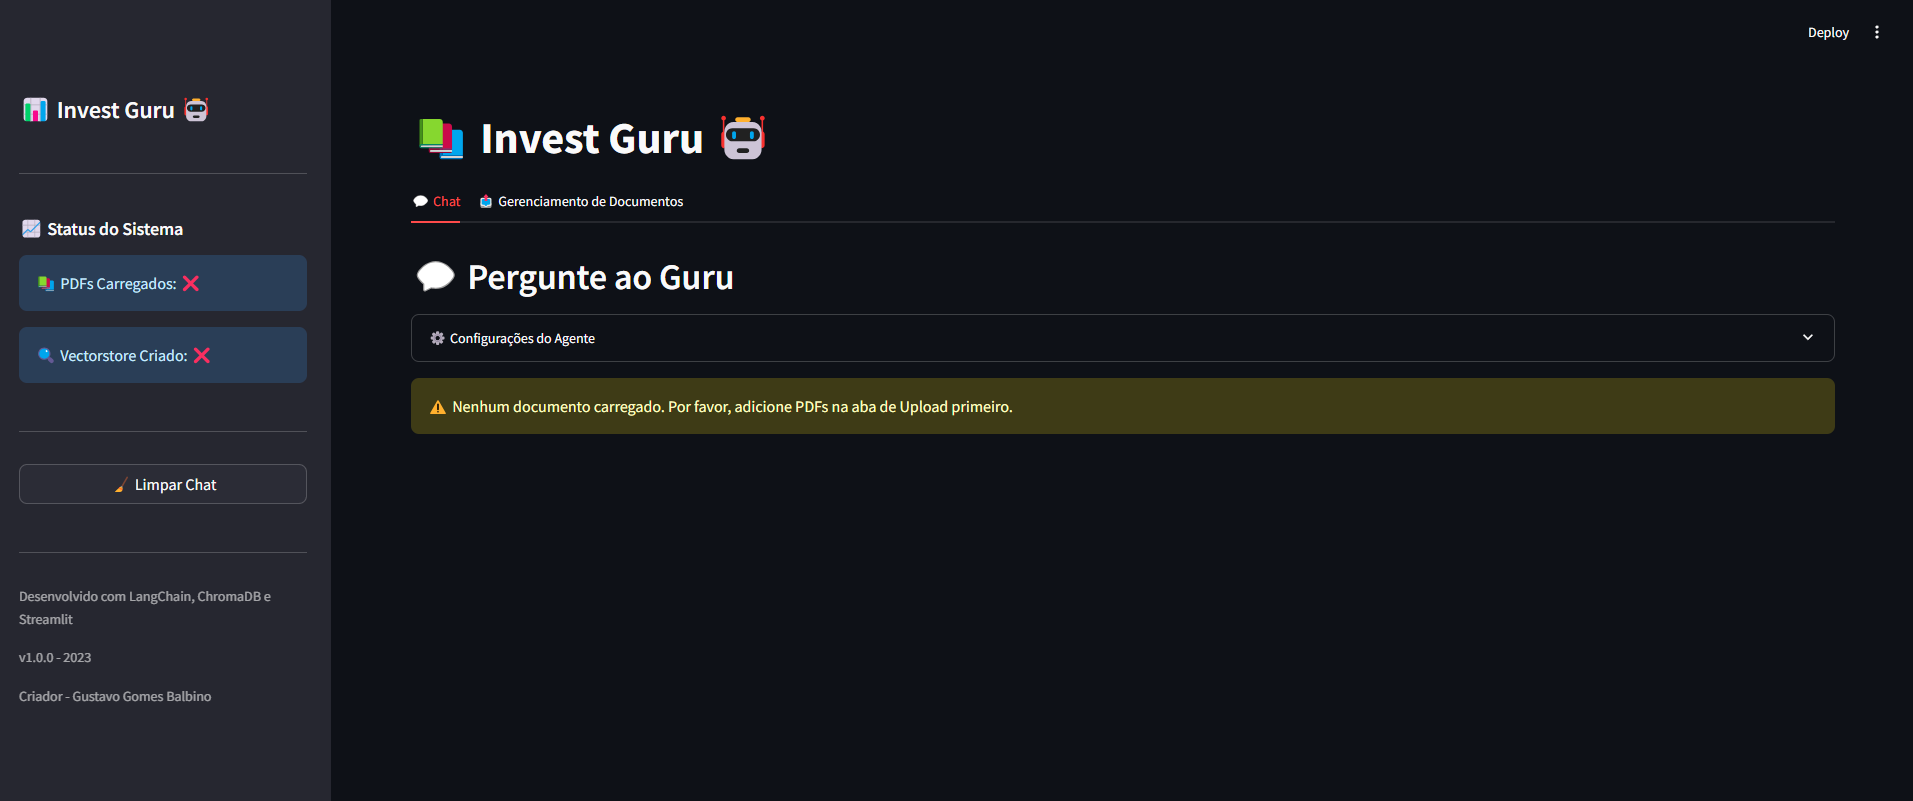 Deploy
Invest Guru
Status do Sistema
PDFs Carregados:
Vectorstore Criado:
Limpar Chat
Desenvolvido com LangChain, ChromaDB e
Streamlit
v1.0.0 - 2023
Criador - Gustavo Gomes Balbino
Invest Guru
Chat
Gerenciamento de Documentos
Pergunte ao Guru
Configurações do Agente
Nenhum documento carregado. Por favor, adicione PDFs na aba de Upload primeiro.